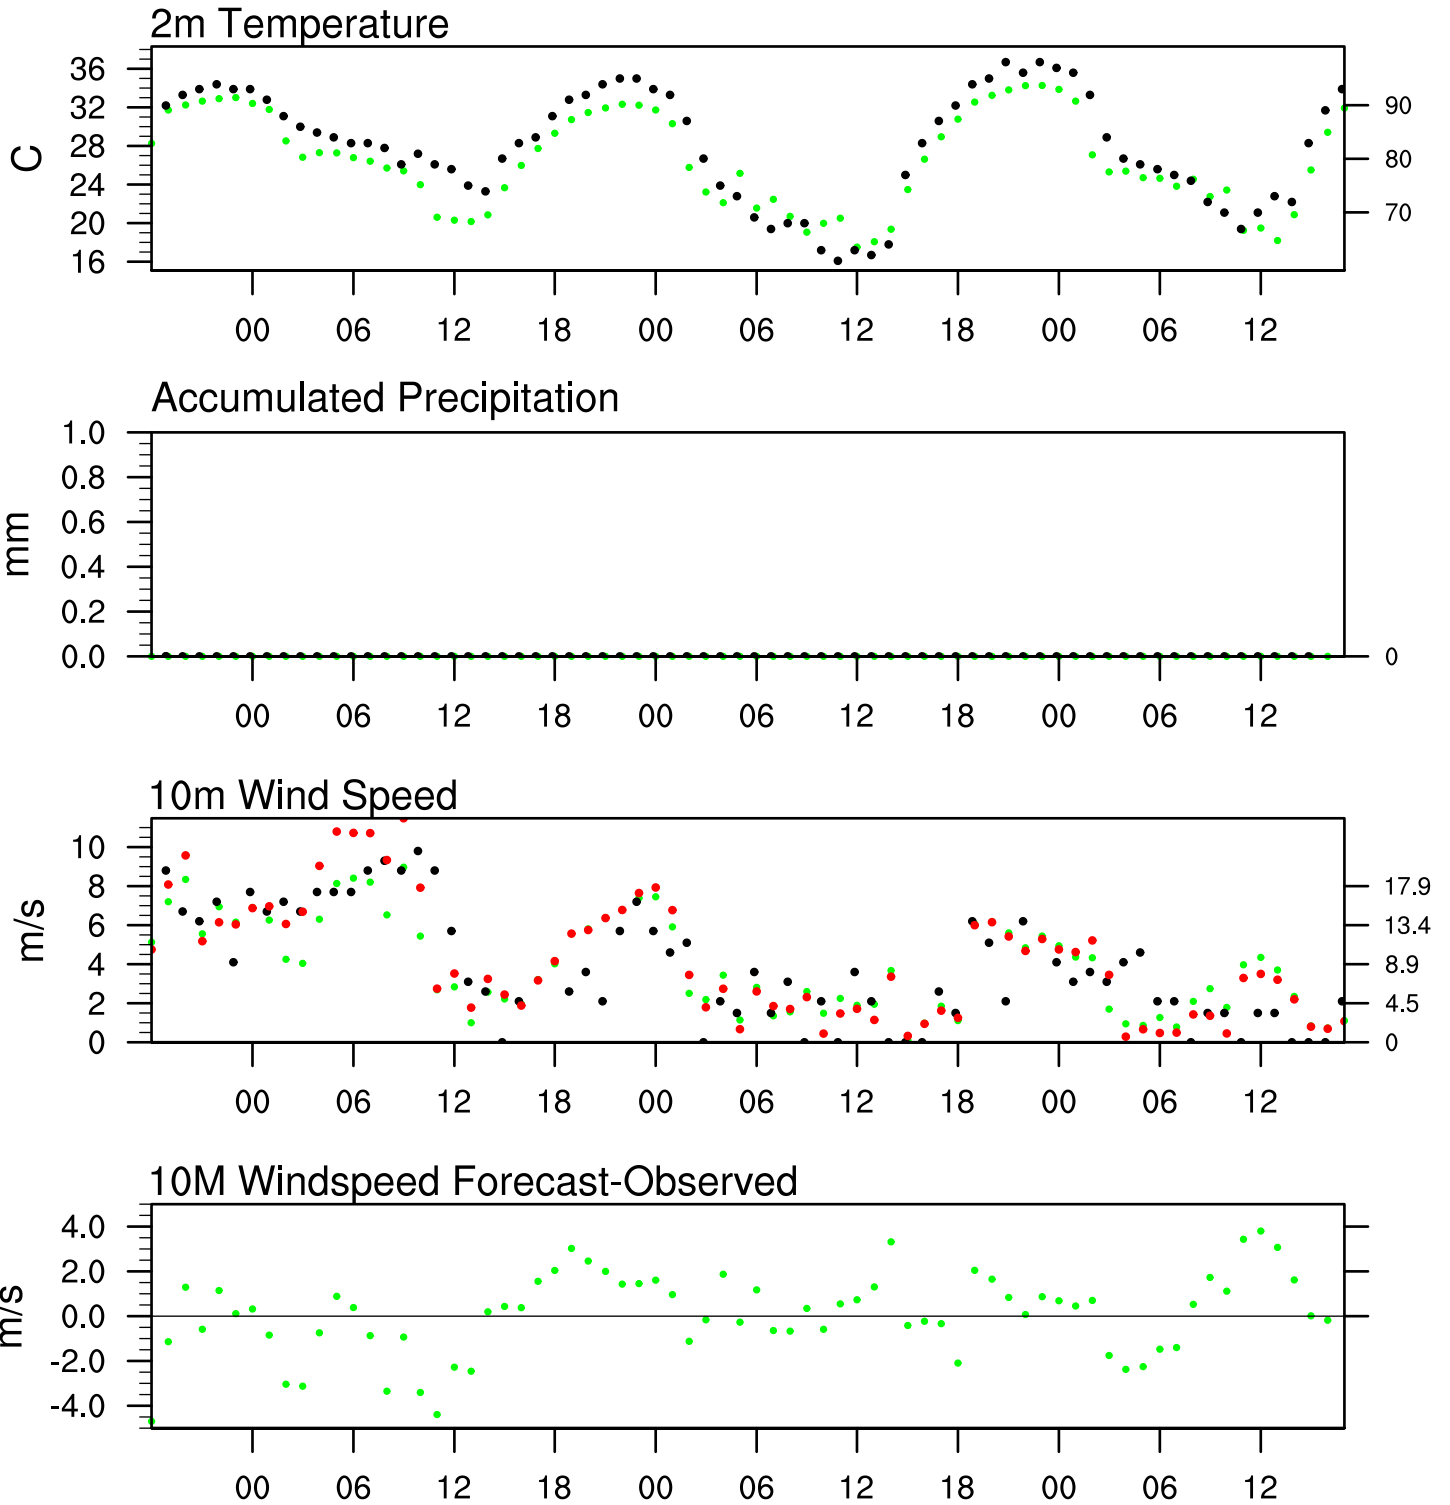 2m Temperature
36
32
28
24
20
16
C
90
80
70
00 06 12 18 00 06 12 18 00 06 12
Accumulated Precipitation
1.0
0.8
0.6
0.4
0.2
0.0
mm
0
00 06 12 18 00 06 12 18 00 06 12
10m Wind Speed
10
8
6
4
2
0
m/s
17.9
13.4
8.9
4.5
0
00 06 12 18 00 06 12 18 00 06 12
10M Windspeed Forecast-Observed
4.0
2.0
0.0
-2.0
-4.0
m/s
00 06 12 18 00 06 12 18 00 06 12